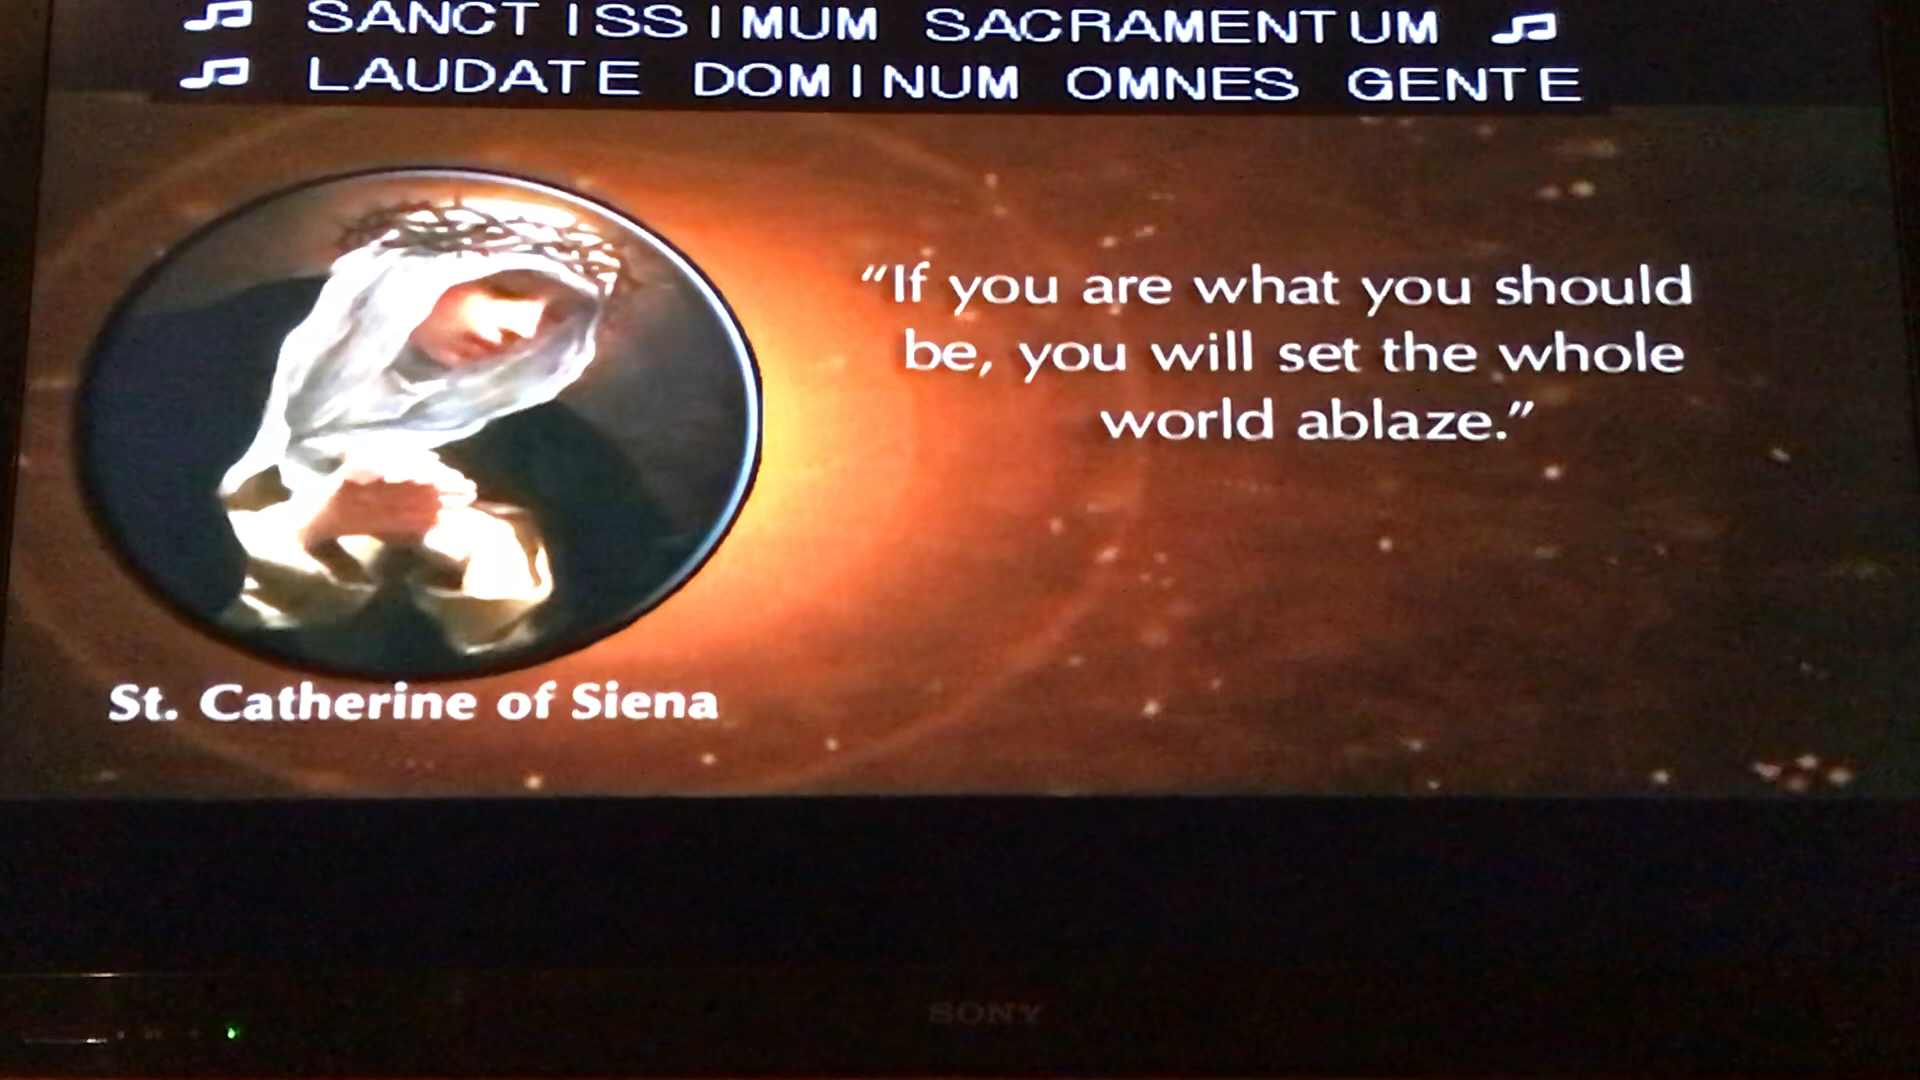 ♫ SANCTISSIMUM SACRAMENTUM ♫
♫ LAUDATE DOMINUM OMNES GENTE
“If you are what you should
be, you will set the whole
world ablaze.”
St. Catherine of Siena
SONY